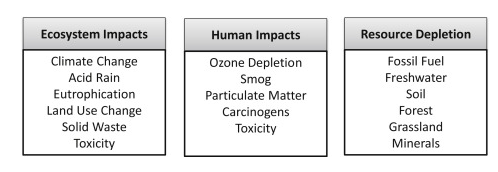 Ecosystem Impacts
Climate Change
Acid Rain
Eutrophication
Land Use Change
Solid Waste
Toxicity
Human Impacts
Ozone Depletion
Smog
Particulate Matter
Carcinogens
Toxicity
Resource Depletion
Fossil Fuel
Freshwater
Soil
Forest
Grassland
Minerals